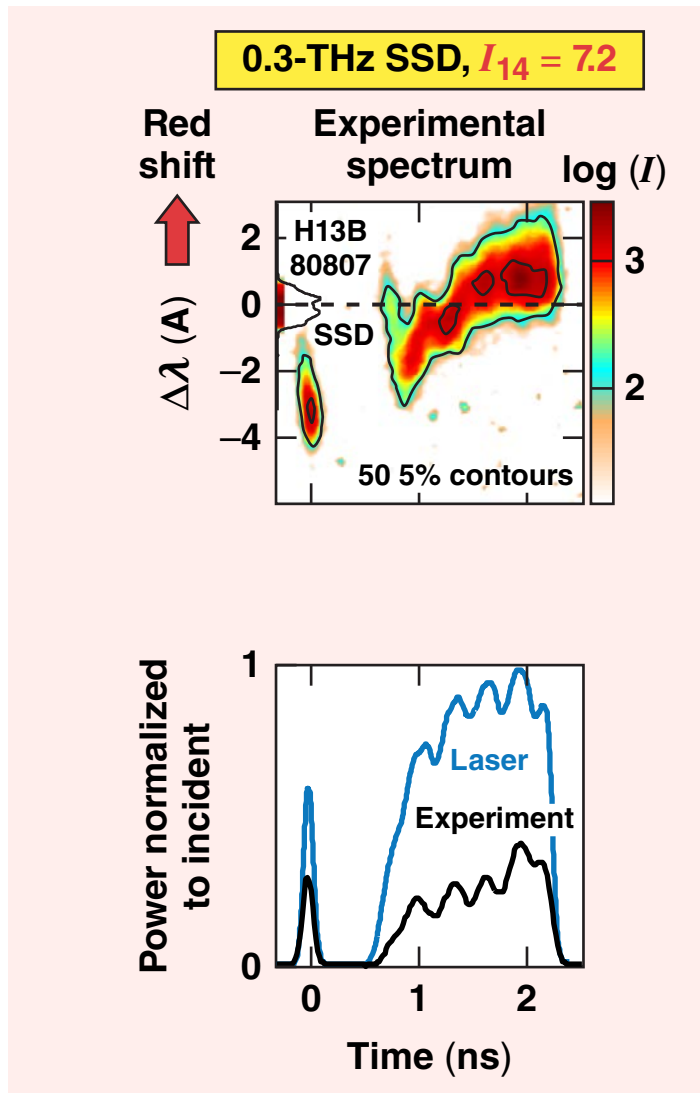 0.3-THz SSD, I14 = 7.2
Red
shift
Experimental
spectrum
log (I)
Δλ (A)
2
0
−2
−4
H13B
80807
SSD
50 5% contours
3
2
Power normalized
to incident
1
0
Laser
Experiment
0 1 2
Time (ns)